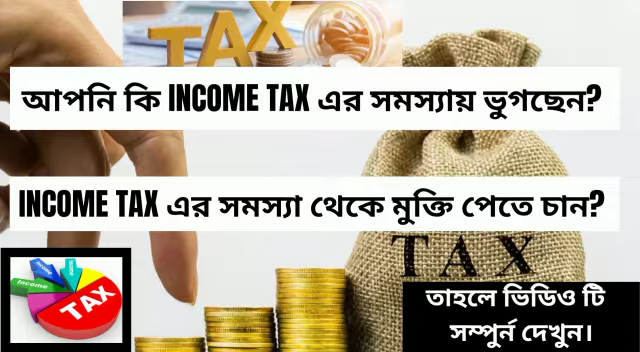 TAX
আপনি কি INCOME TAX এর সমস্যায় ভুগছেন?
INCOME TAX এর সমস্যা থেকে মুক্তি পেতে চান?
TAX
Income
TAX
তাহলে ভিডিও টি
সম্পুর্ন দেখুন।